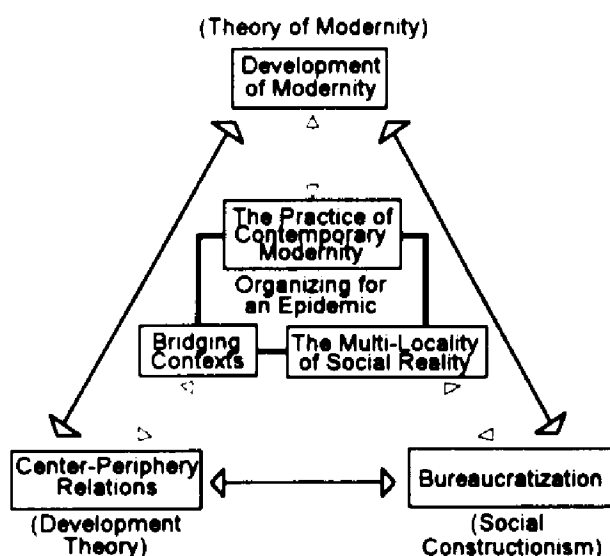 (Theory of Modernity)
Development
of Modernity
The Practice of
Contemporary
Modernity
Organizing for
an Epidemic
Bridging
Contexts
The Multi-Locality
of Social Reality
Center-Periphery
Relations
(Development
Theory)
Bureaucratization
(Social
Constructionism)